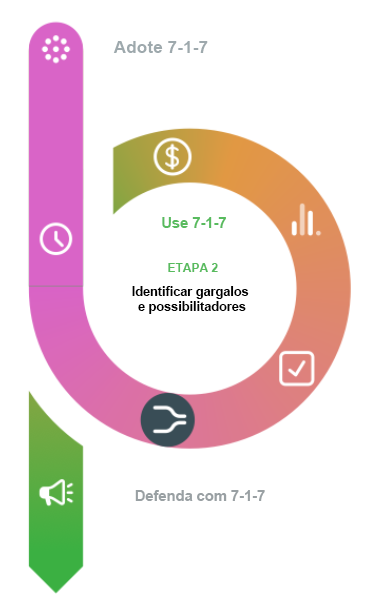 Adote 7-1-7
Use 7-1-7
ETAPA 2
Identificar gargalos
e possibilitadores
Defenda com 7-1-7